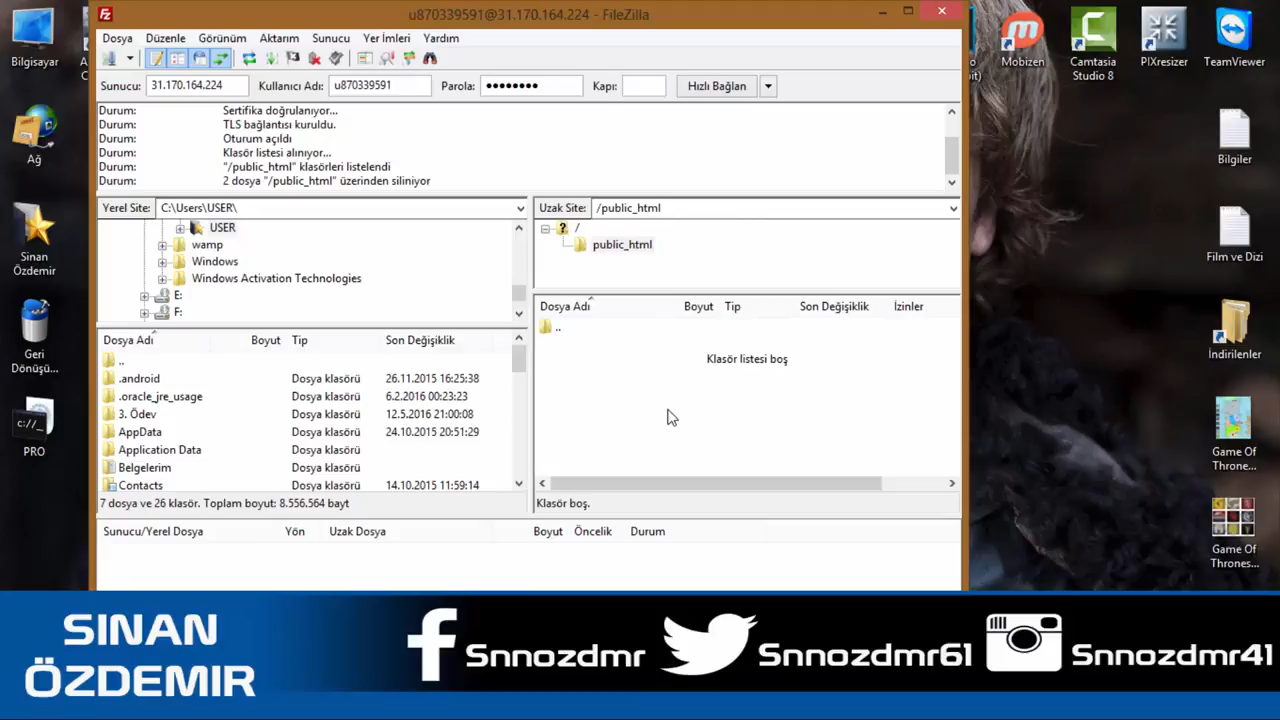 u870339591@31.170.164.224 - FileZilla
Dosya Düzenle Görünüm Aktarım Sunucu Yer İmleri Yardım
Sunucu: 31.170.164.224 Kullanıcı Adı: u870339591 Parola: ●●●●●●●● Kapı: Hızlı Bağlan
Durum: Sertifika doğrulanıyor...
Durum: TLS bağlantısı kuruldu.
Durum: Oturum açıldı
Durum: Klasör listesi alınıyor...
Durum: "/public_html" klasörleri listelendi
Durum: 2 dosya "/public_html" üzerinden siliniyor
Yerel Site: C:\Users\USER\
USER
wamp
Windows
Windows Activation Technologies
E:
F:
Dosya Adı Boyut Tip Son Değişiklik
..
.android Dosya klasörü 26.11.2015 16:25:38
.oracle_jre_usage Dosya klasörü 6.2.2016 00:23:23
3. Ödev Dosya klasörü 12.5.2016 21:00:08
AppData Dosya klasörü 24.10.2015 20:51:29
Application Data Dosya klasörü
Belgelerim Dosya klasörü
Contacts Dosya klasörü 14.10.2015 11:59:14
7 dosya ve 26 klasör. Toplam boyut: 8.556.564 bayt
Uzak Site: /public_html
/
public_html
Dosya Adı Boyut Tip Son Değişiklik İzinler
..
Klasör listesi boş
Klasör boş.
Sunucu/Yerel Dosya Yön Uzak Dosya Boyut Öncelik Durum
Bilgisayar
Ağ
Sinan
Özdemir
Geri
Dönüşü...
c://_
PRO
Mobizen
Camtasia
Studio 8
PIXresizer
TeamViewer
Bilgiler
Film ve Dizi
İndirilenler
Game Of
Throne...
Game Of
Thrones...
SINAN
ÖZDEMIR
Snnozdmr
Snnozdmr61
Snnozdmr41